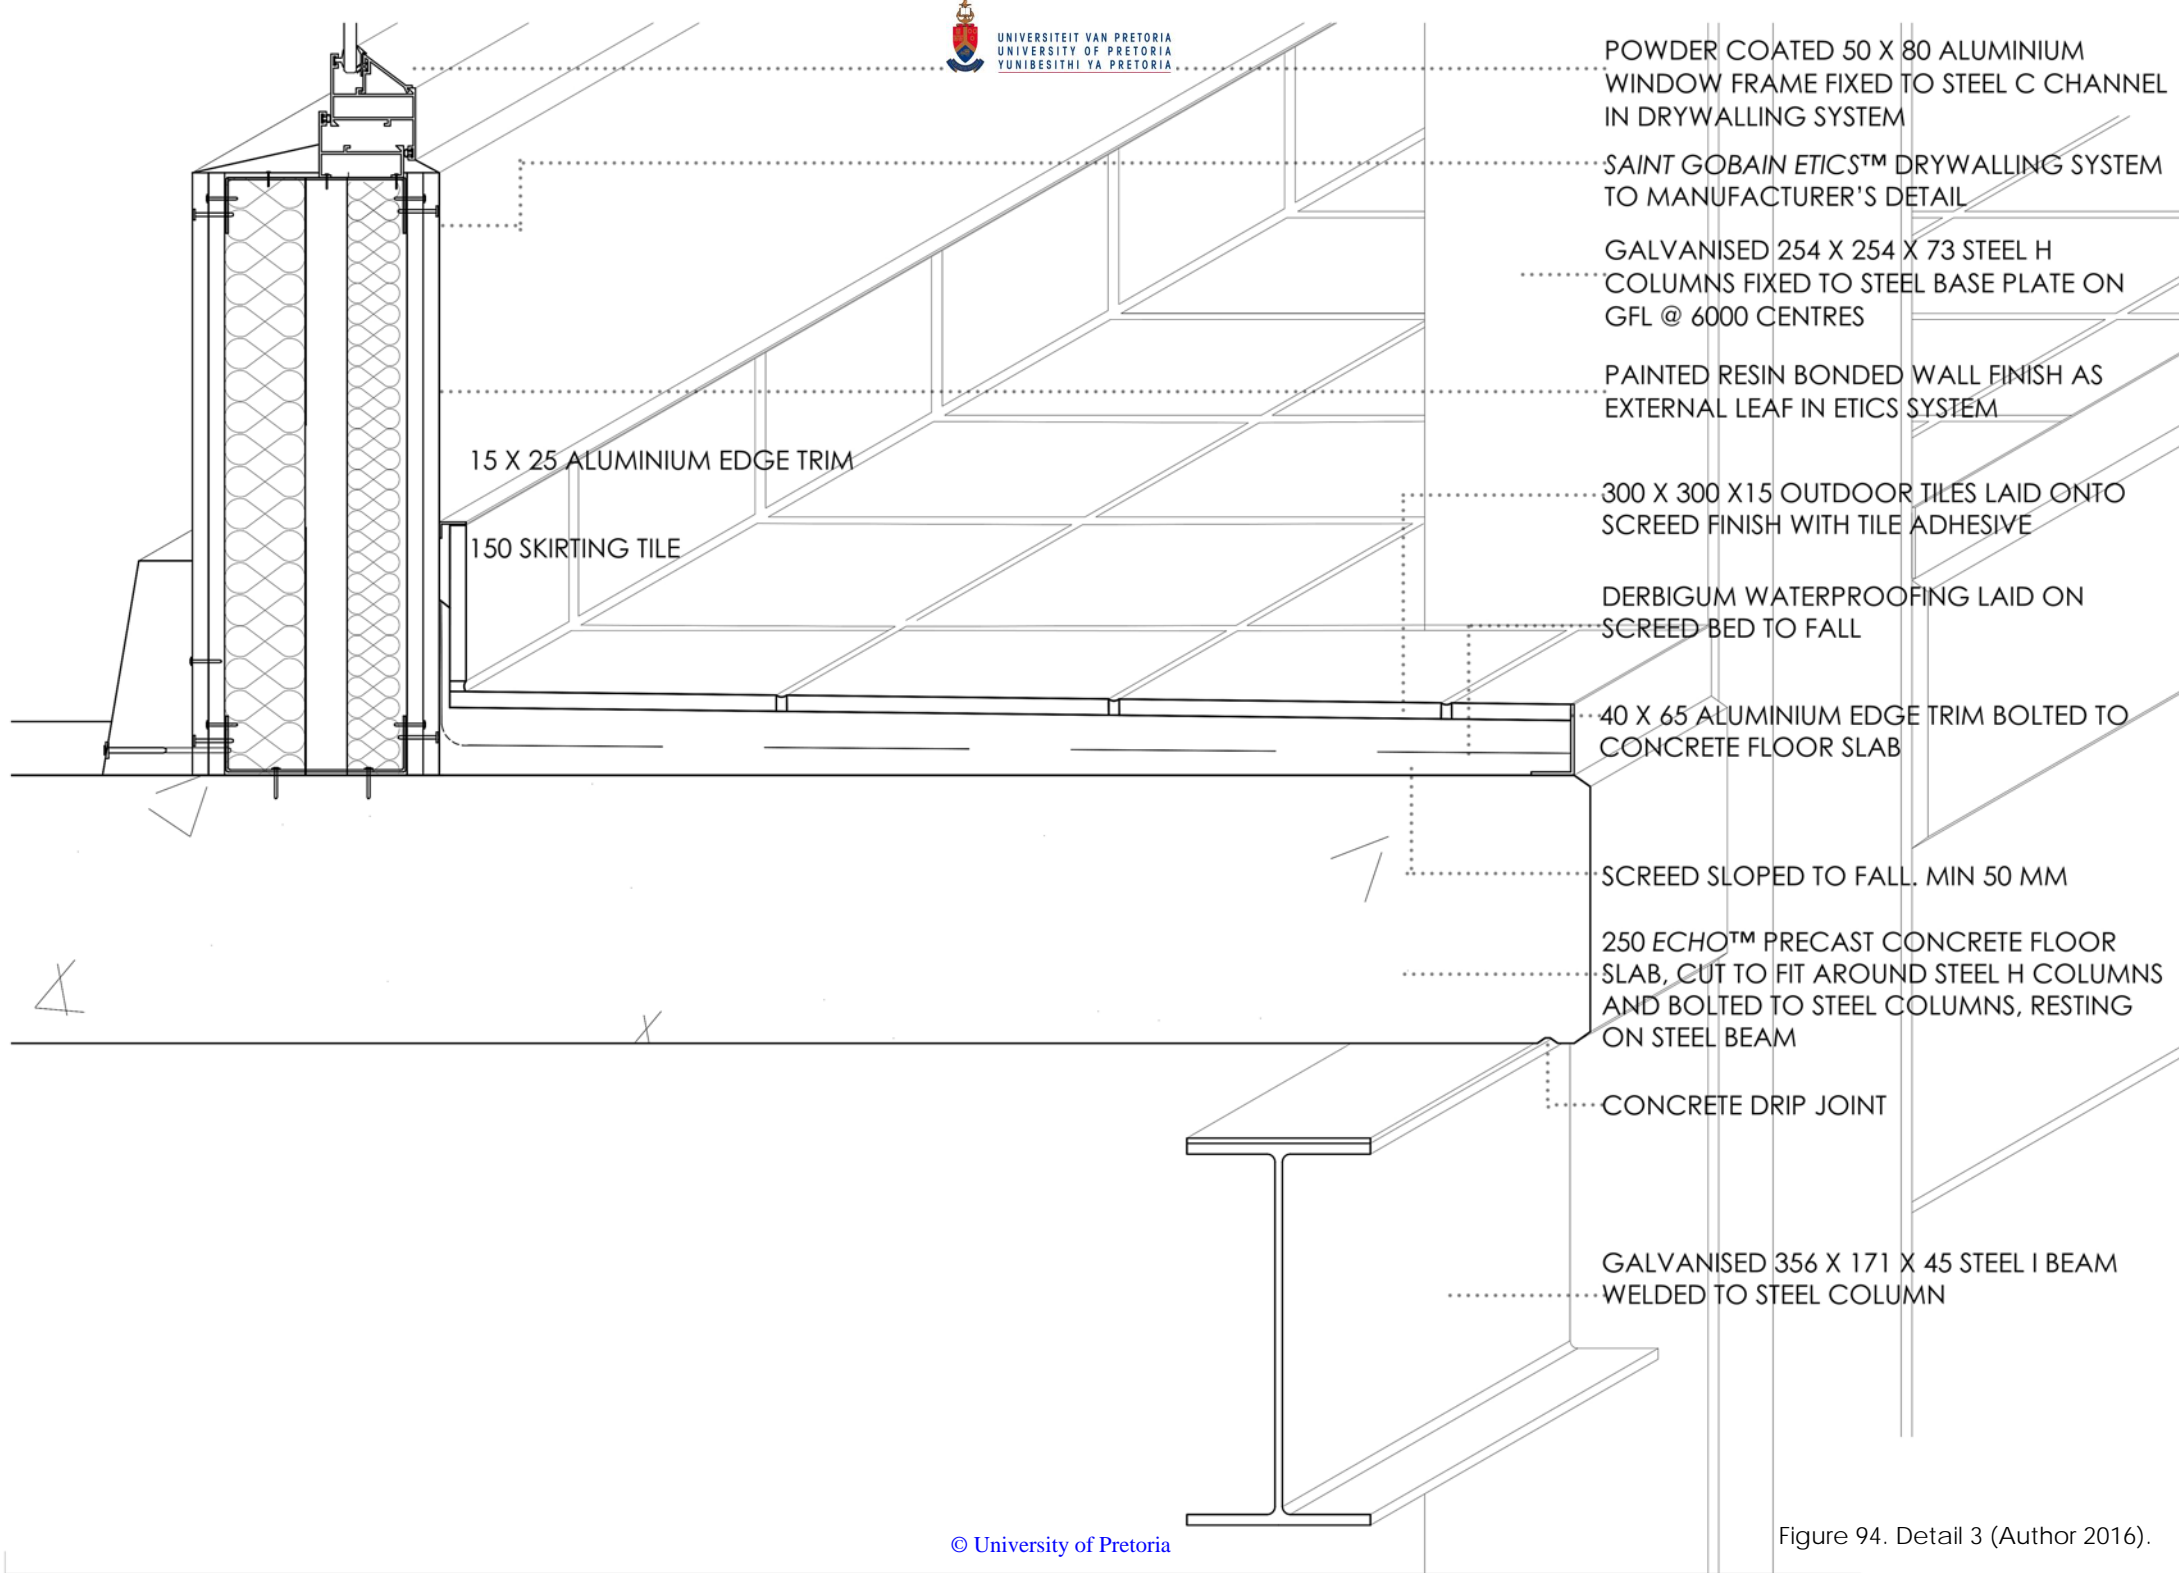 UNIVERSITEIT VAN PRETORIA
UNIVERSITY OF PRETORIA
YUNIBESITHI YA PRETORIA
POWDER COATED 50 X 80 ALUMINIUM
WINDOW FRAME FIXED TO STEEL C CHANNEL
IN DRYWALLING SYSTEM
SAINT GOBAIN ETICS™ DRYWALLING SYSTEM
TO MANUFACTURER'S DETAIL
GALVANISED 254 X 254 X 73 STEEL H
COLUMNS FIXED TO STEEL BASE PLATE ON
GFL @ 6000 CENTRES
PAINTED RESIN BONDED WALL FINISH AS
EXTERNAL LEAF IN ETICS SYSTEM
15 X 25 ALUMINIUM EDGE TRIM
150 SKIRTING TILE
300 X 300 X15 OUTDOOR TILES LAID ONTO
SCREED FINISH WITH TILE ADHESIVE
DERBIGUM WATERPROOFING LAID ON
SCREED BED TO FALL
40 X 65 ALUMINIUM EDGE TRIM BOLTED TO
CONCRETE FLOOR SLAB
SCREED SLOPED TO FALL. MIN 50 MM
250 ECHO™ PRECAST CONCRETE FLOOR
SLAB, CUT TO FIT AROUND STEEL H COLUMNS
AND BOLTED TO STEEL COLUMNS, RESTING
ON STEEL BEAM
CONCRETE DRIP JOINT
GALVANISED 356 X 171 X 45 STEEL I BEAM
WELDED TO STEEL COLUMN
Figure 94. Detail 3 (Author 2016).
© University of Pretoria